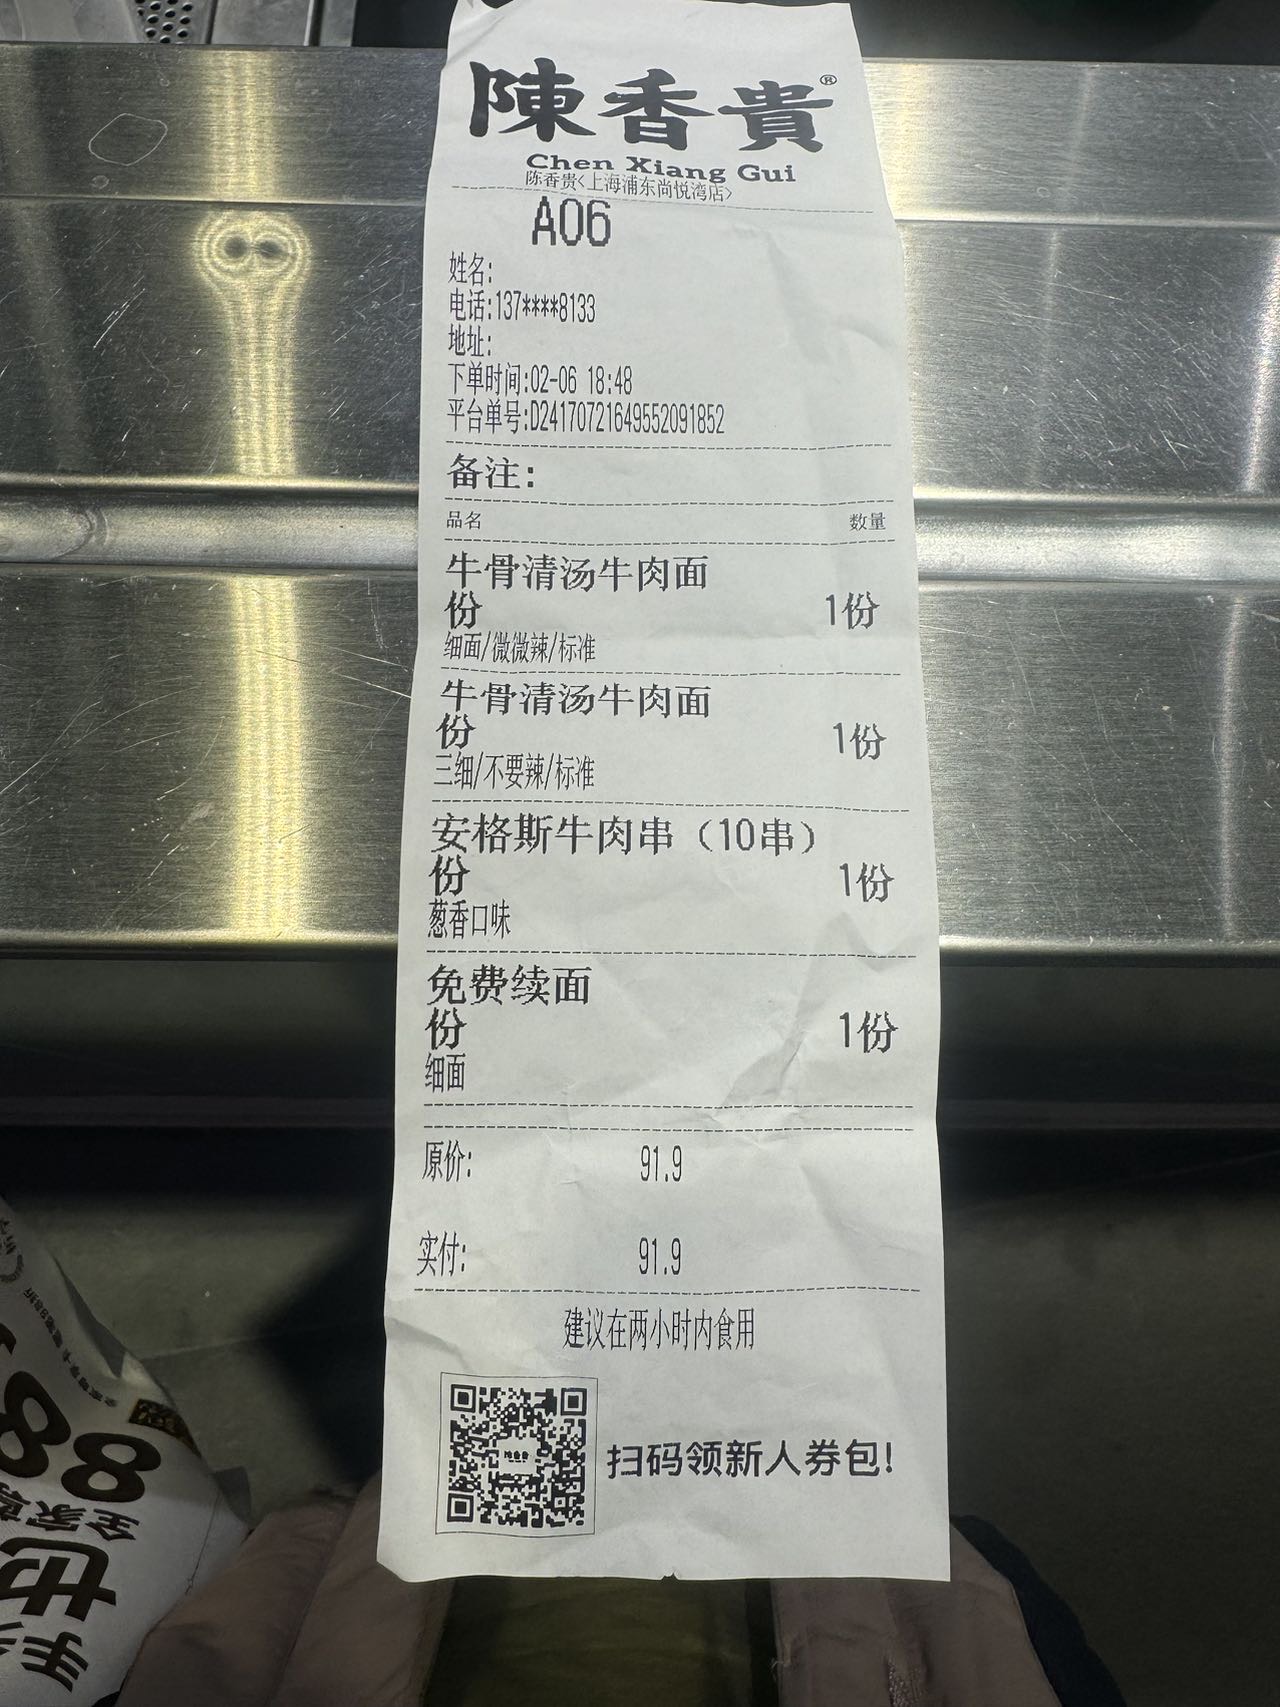 陳香貴®
Chen Xiang Gui
陈香贵<上海浦东尚悦湾店>
A06
姓名:
电话:137****8133
地址:
下单时间:02-06 18:48
平台单号:D24170721649552091852
备注:
品名 数量
牛骨清汤牛肉面
份 1份
细面/微微辣/标准
牛骨清汤牛肉面
份 1份
三细/不要辣/标准
安格斯牛肉串（10串）
份 1份
葱香口味
免费续面
份 1份
细面
原价: 91.9
实付: 91.9
建议在两小时内食用
扫码领新人券包!
88
全家